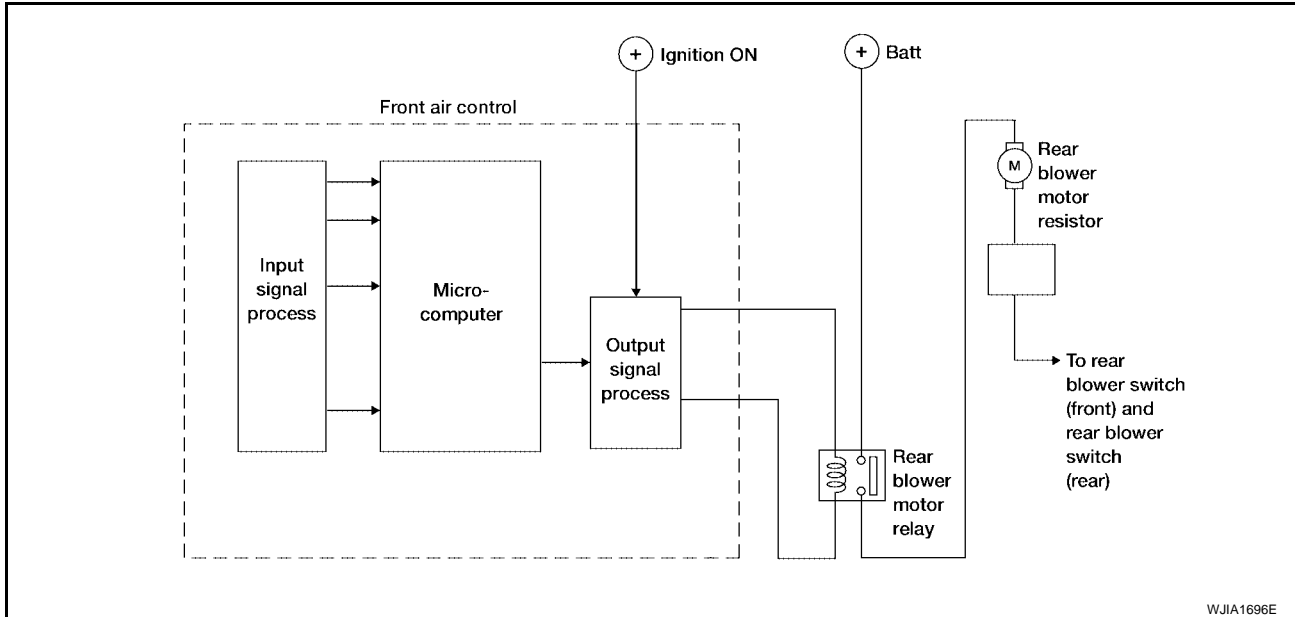 + Ignition ON
+ Batt
Front air control
Input
signal
process
Micro-
computer
Output
signal
process
M
Rear
blower
motor
resistor
To rear
blower switch
(front) and
rear blower
switch
(rear)
Rear
blower
motor
relay
WJIA1696E